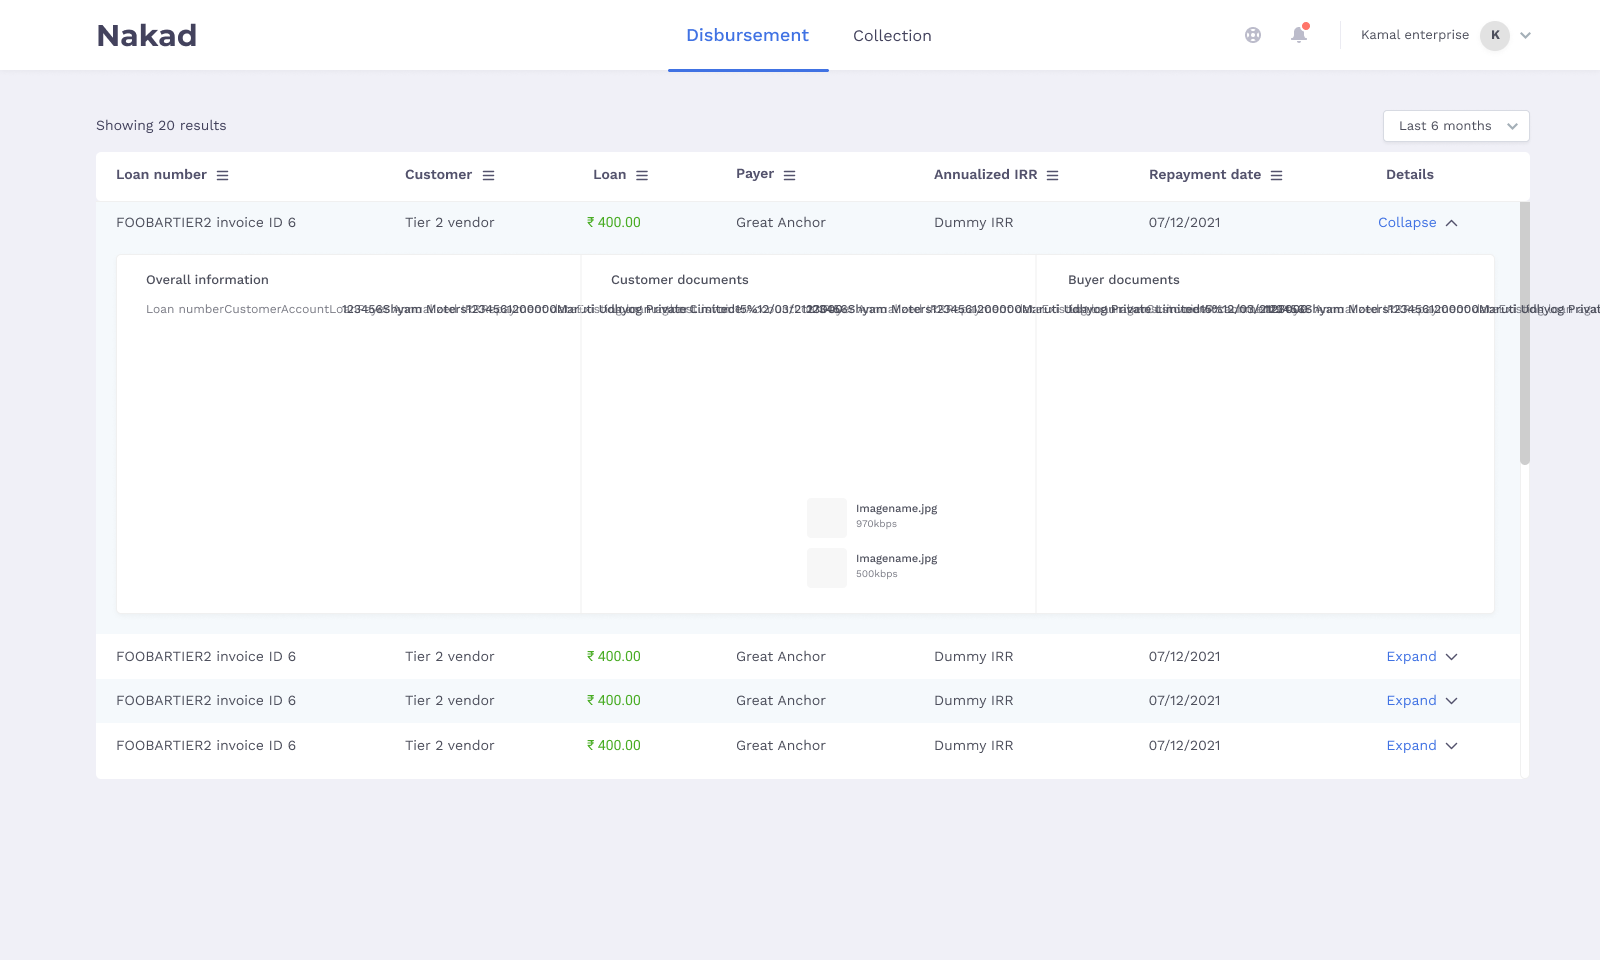 Nakad
Disbursement
Collection
Kamal enterprise
K
Showing 20 results
Last 6 months
Loan number Customer Loan Payer Annualized IRR Repayment date Details
FOOBARTIER2 invoice ID 6 Tier 2 vendor ₹ 400.00 Great Anchor Dummy IRR 07/12/2021 Collapse
Overall information Customer documents Buyer documents
Loan numberCustomerAccount
Imagename.jpg
970kbps
Imagename.jpg
500kbps
FOOBARTIER2 invoice ID 6 Tier 2 vendor ₹ 400.00 Great Anchor Dummy IRR 07/12/2021 Expand
FOOBARTIER2 invoice ID 6 Tier 2 vendor ₹ 400.00 Great Anchor Dummy IRR 07/12/2021 Expand
FOOBARTIER2 invoice ID 6 Tier 2 vendor ₹ 400.00 Great Anchor Dummy IRR 07/12/2021 Expand